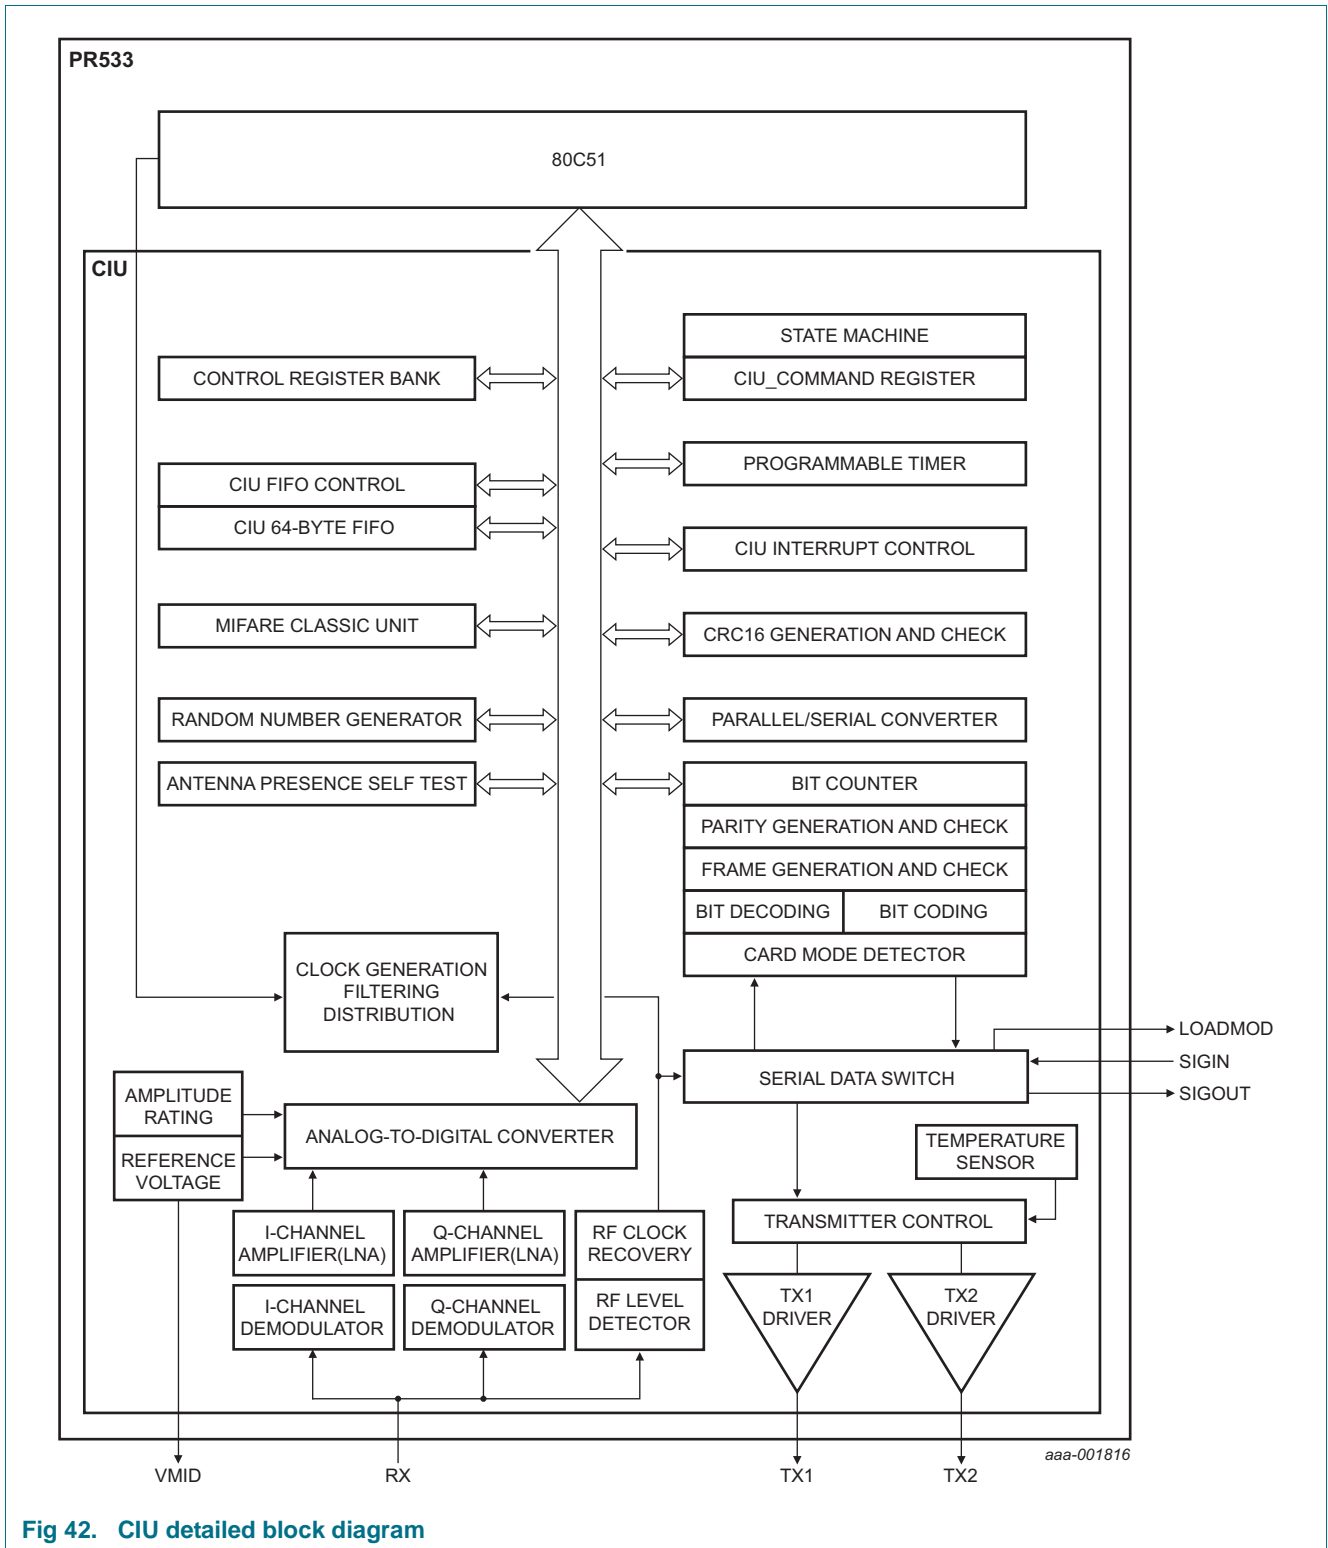 PR533
80C51
CIU
STATE MACHINE
CONTROL REGISTER BANK
CIU_COMMAND REGISTER
PROGRAMMABLE TIMER
CIU FIFO CONTROL
CIU 64-BYTE FIFO
CIU INTERRUPT CONTROL
MIFARE CLASSIC UNIT
CRC16 GENERATION AND CHECK
RANDOM NUMBER GENERATOR
PARALLEL/SERIAL CONVERTER
ANTENNA PRESENCE SELF TEST
BIT COUNTER
PARITY GENERATION AND CHECK
FRAME GENERATION AND CHECK
BIT DECODING
BIT CODING
CARD MODE DETECTOR
CLOCK GENERATION
FILTERING
DISTRIBUTION
LOADMOD
SIGIN
SIGOUT
SERIAL DATA SWITCH
AMPLITUDE
RATING
REFERENCE
VOLTAGE
ANALOG-TO-DIGITAL CONVERTER
TEMPERATURE
SENSOR
TRANSMITTER CONTROL
I-CHANNEL
AMPLIFIER(LNA)
Q-CHANNEL
AMPLIFIER(LNA)
RF CLOCK
RECOVERY
I-CHANNEL
DEMODULATOR
Q-CHANNEL
DEMODULATOR
RF LEVEL
DETECTOR
TX1
DRIVER
TX2
DRIVER
VMID
RX
TX1
TX2
aaa-001816
Fig 42. CIU detailed block diagram